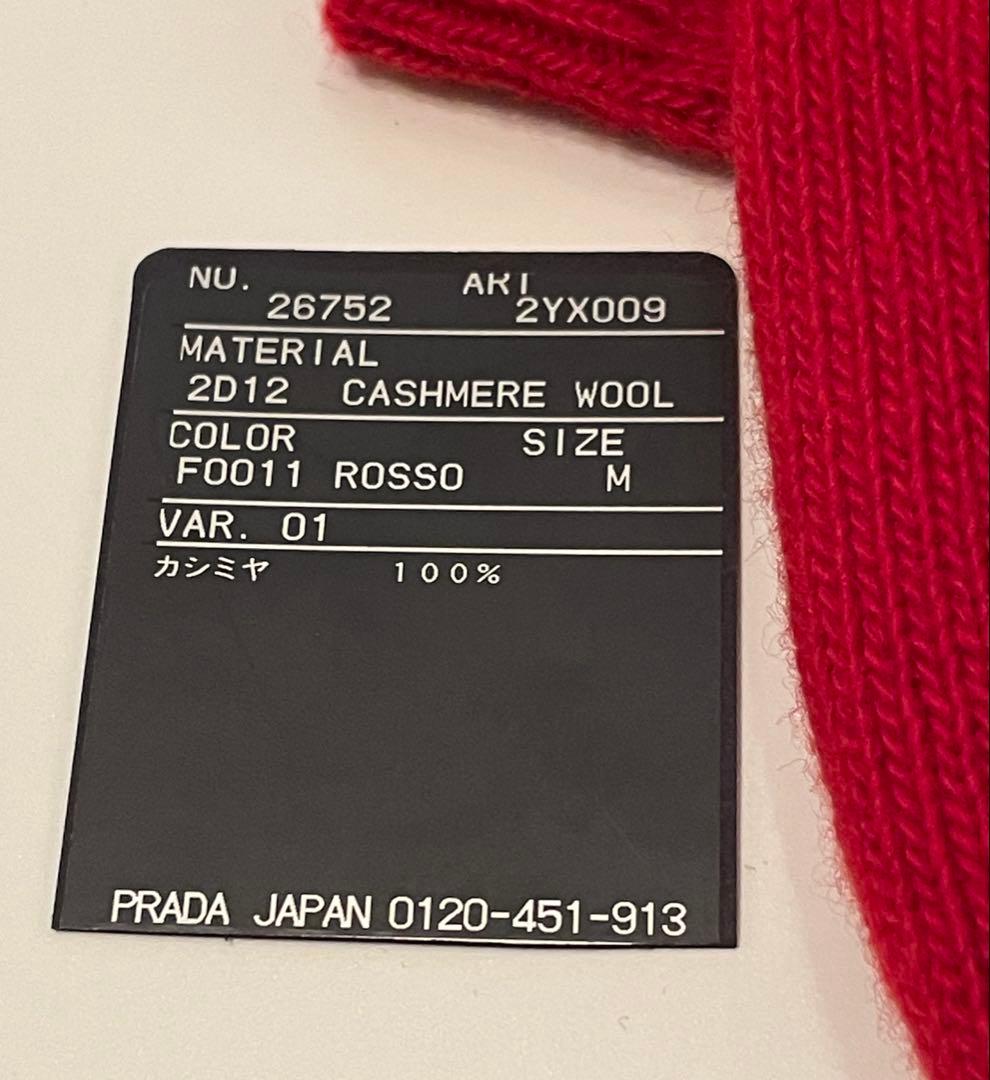 NU. ART
26752 2YX009
MATERIAL
2D12 CASHMERE WOOL
COLOR SIZE
F0011 ROSSO M
VAR. 01
カシミヤ 100%
PRADA JAPAN 0120-451-913